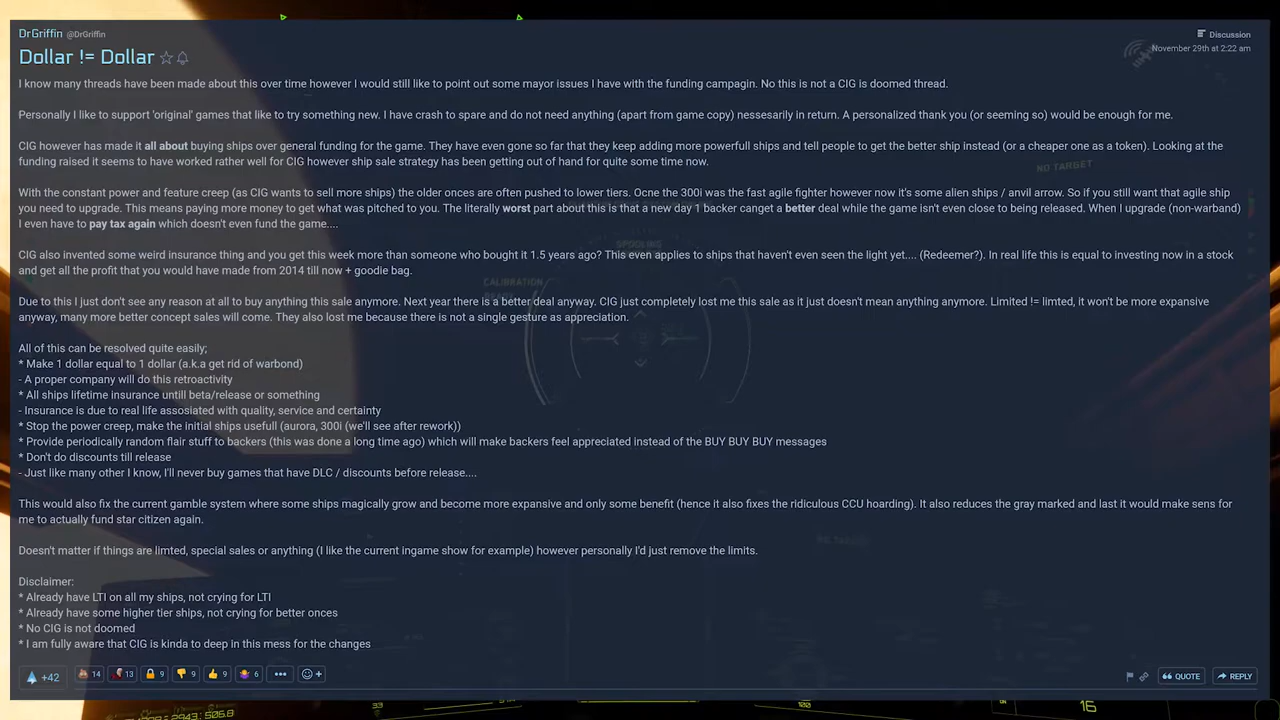 DrGriffin @DrGriffin
Discussion
Dollar != Dollar
November 29th at 2:22 am
I know many threads have been made about this over time however I would still like to point out some mayor issues I have with the funding campagin. No this is not a CIG is doomed thread.
Personally I like to support 'original' games that like to try something new. I have crash to spare and do not need anything (apart from game copy) nessesarily in return. A personalized thank you (or seeming so) would be enough for me.
CIG however has made it all about buying ships over general funding for the game. They have even gone so far that they keep adding more powerfull ships and tell people to get the better ship instead (or a cheaper one as a token). Looking at the
funding raised it seems to have worked rather well for CIG however ship sale strategy has been getting out of hand for quite some time now.
NO TARGET
With the constant power and feature creep (as CIG wants to sell more ships) the older onces are often pushed to lower tiers. Ocne the 300i was the fast agile fighter however now it's some alien ships / anvil arrow. So if you still want that agile ship
you need to upgrade. This means paying more money to get what was pitched to you. The literally worst part about this is that a new day 1 backer canget a better deal while the game isn't even close to being released. When I upgrade (non-warband)
I even have to pay tax again which doesn't even fund the game....
SPOOLING
CIG also invented some weird insurance thing and you get this week more than someone who bought it 1.5 years ago? This even applies to ships that haven't even seen the light yet.... (Redeemer?). In real life this is equal to investing now in a stock
and get all the profit that you would have made from 2014 till now + goodie bag.
CALIBRATION
Due to this I just don't see any reason at all to buy anything this sale anymore. Next year there is a better deal anyway. CIG just completely lost me this sale as it just doesn't mean anything anymore. Limited != limted, it won't be more expansive
anyway, many more better concept sales will come. They also lost me because there is not a single gesture as appreciation.
All of this can be resolved quite easily;
* Make 1 dollar equal to 1 dollar (a.k.a get rid of warbond)
- A proper company will do this retroactivity
* All ships lifetime insurance untill beta/release or something
- Insurance is due to real life assosiated with quality, service and certainty
* Stop the power creep, make the initial ships usefull (aurora, 300i (we'll see after rework))
* Provide periodically random flair stuff to backers (this was done a long time ago) which will make backers feel appreciated instead of the BUY BUY BUY messages
* Don't do discounts till release
- Just like many other I know, I'll never buy games that have DLC / discounts before release....
This would also fix the current gamble system where some ships magically grow and become more expansive and only some benefit (hence it also fixes the ridiculous CCU hoarding). It also reduces the gray marked and last it would make sens for
me to actually fund star citizen again.
Doesn't matter if things are limted, special sales or anything (I like the current ingame show for example) however personally I'd just remove the limits.
Disclaimer:
* Already have LTI on all my ships, not crying for LTI
* Already have some higher tier ships, not crying for better onces
* No CIG is not doomed
* I am fully aware that CIG is kinda to deep in this mess for the changes
+42 14 13 9 9 9 6 ••• +
QUOTE REPLY
16